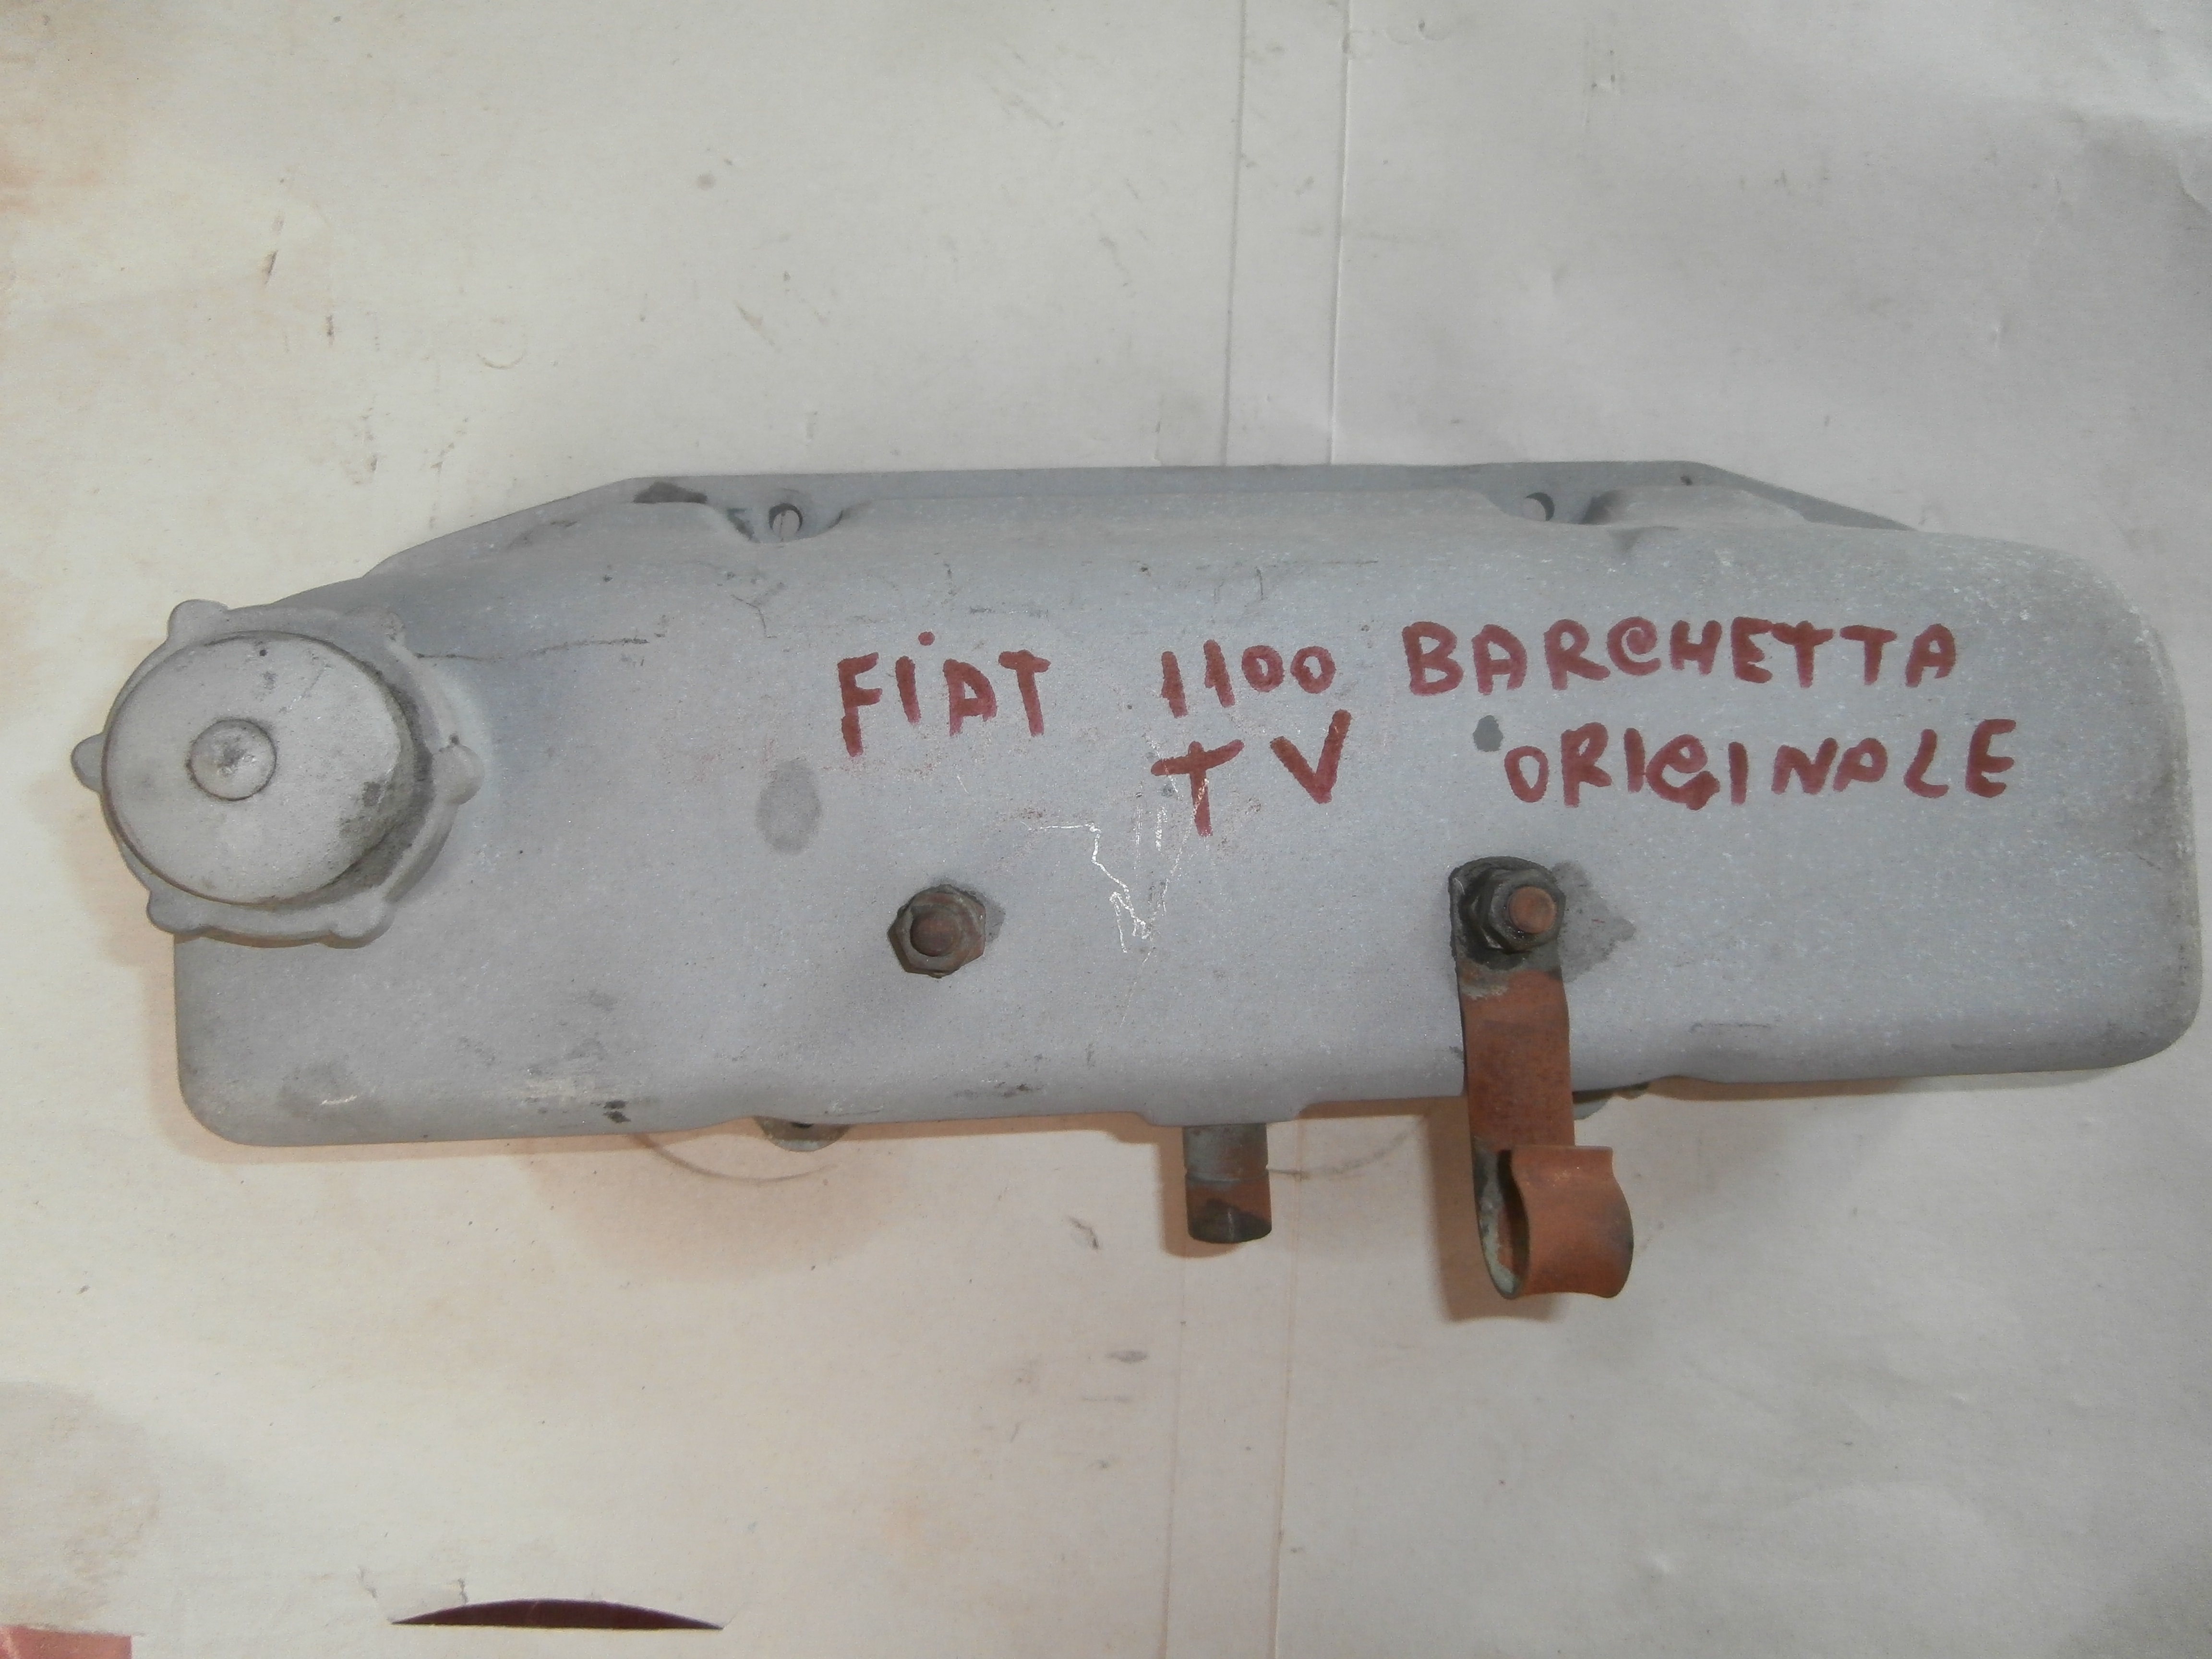 FiAT 1100 BARCHETTA
TV ORIGINALE